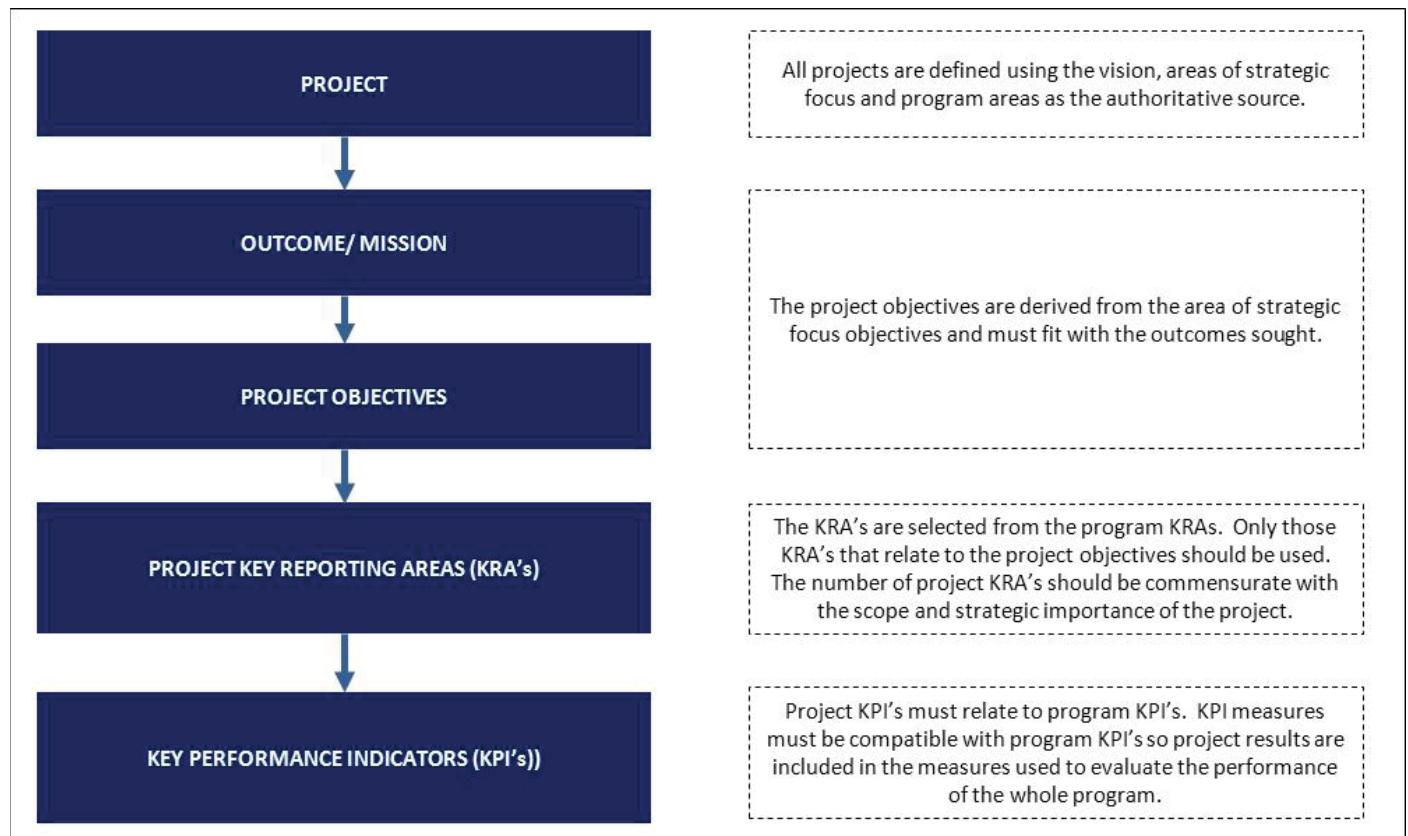 PROJECT
All projects are defined using the vision, areas of strategic
focus and program areas as the authoritative source.
OUTCOME/ MISSION
The project objectives are derived from the area of strategic
focus objectives and must fit with the outcomes sought.
PROJECT OBJECTIVES
PROJECT KEY REPORTING AREAS (KRA's)
The KRA's are selected from the program KRAs.  Only those
KRA's that relate to the project objectives should be used.
The number of project KRA's should be commensurate with
the scope and strategic importance of the project.
KEY PERFORMANCE INDICATORS (KPI's))
Project KPI's must relate to program KPI's.  KPI measures
must be compatible with program KPI's so project results are
included in the measures used to evaluate the performance
of the whole program.